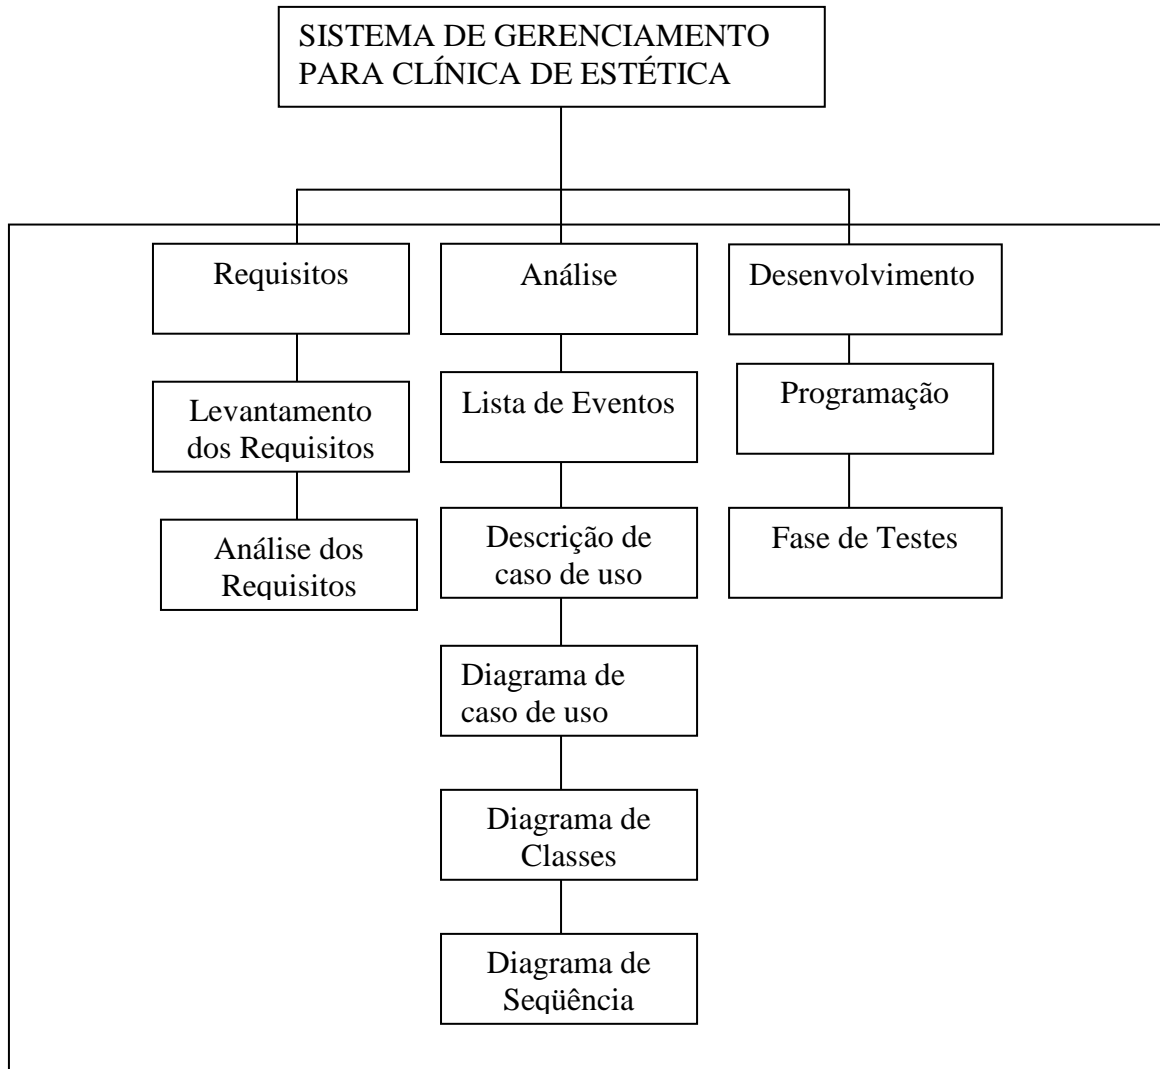 SISTEMA DE GERENCIAMENTO
PARA CLÍNICA DE ESTÉTICA
Requisitos
Análise
Desenvolvimento
Levantamento
dos Requisitos
Lista de Eventos
Programação
Análise dos
Requisitos
Descrição de
caso de uso
Fase de Testes
Diagrama de
caso de uso
Diagrama de
Classes
Diagrama de
Seqüência